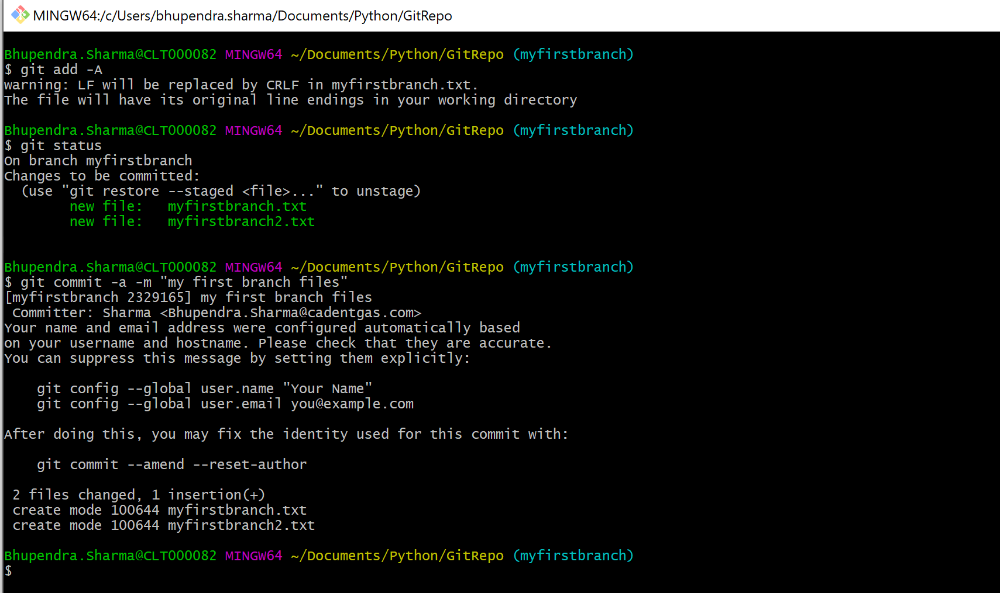 MINGW64:/c/Users/bhupendra.sharma/Documents/Python/GitRepo
Bhupendra.Sharma@CLT000082 MINGW64 ~/Documents/Python/GitRepo (myfirstbranch)
$ git add -A
warning: LF will be replaced by CRLF in myfirstbranch.txt.
The file will have its original line endings in your working directory
Bhupendra.Sharma@CLT000082 MINGW64 ~/Documents/Python/GitRepo (myfirstbranch)
$ git status
On branch myfirstbranch
Changes to be committed:
  (use "git restore --staged <file>..." to unstage)
        new file:   myfirstbranch.txt
        new file:   myfirstbranch2.txt
Bhupendra.Sharma@CLT000082 MINGW64 ~/Documents/Python/GitRepo (myfirstbranch)
$ git commit -a -m "my first branch files"
[myfirstbranch 2329165] my first branch files
 Committer: Sharma <Bhupendra.Sharma@cadentgas.com>
Your name and email address were configured automatically based
on your username and hostname. Please check that they are accurate.
You can suppress this message by setting them explicitly:
    git config --global user.name "Your Name"
    git config --global user.email you@example.com
After doing this, you may fix the identity used for this commit with:
    git commit --amend --reset-author
 2 files changed, 1 insertion(+)
 create mode 100644 myfirstbranch.txt
 create mode 100644 myfirstbranch2.txt
Bhupendra.Sharma@CLT000082 MINGW64 ~/Documents/Python/GitRepo (myfirstbranch)
$